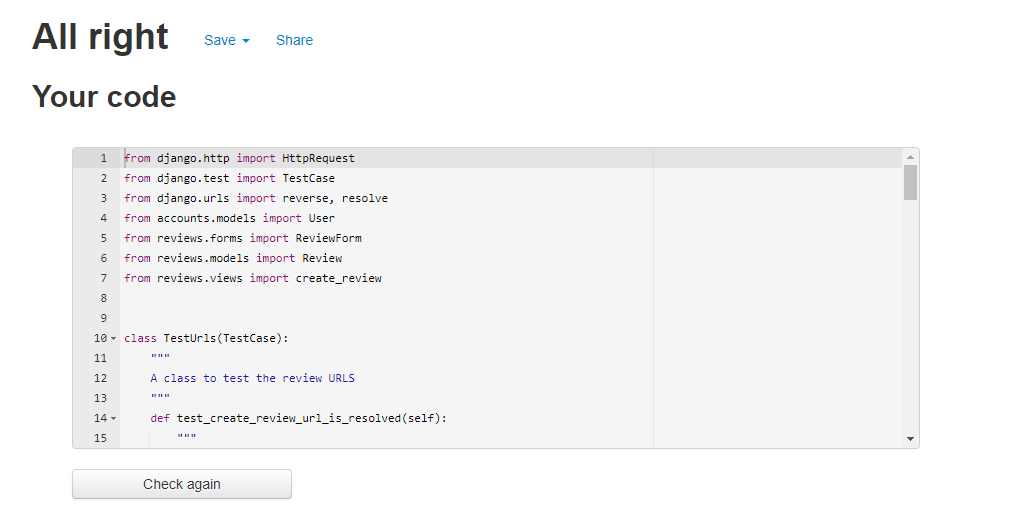 All right Save Share
Your code
1 from django.http import HttpRequest
2 from django.test import TestCase
3 from django.urls import reverse, resolve
4 from accounts.models import User
5 from reviews.forms import ReviewForm
6 from reviews.models import Review
7 from reviews.views import create_review
8
9
10 class TestUrls(TestCase):
11     """
12     A class to test the review URLS
13     """
14     def test_create_review_url_is_resolved(self):
15         """
Check again